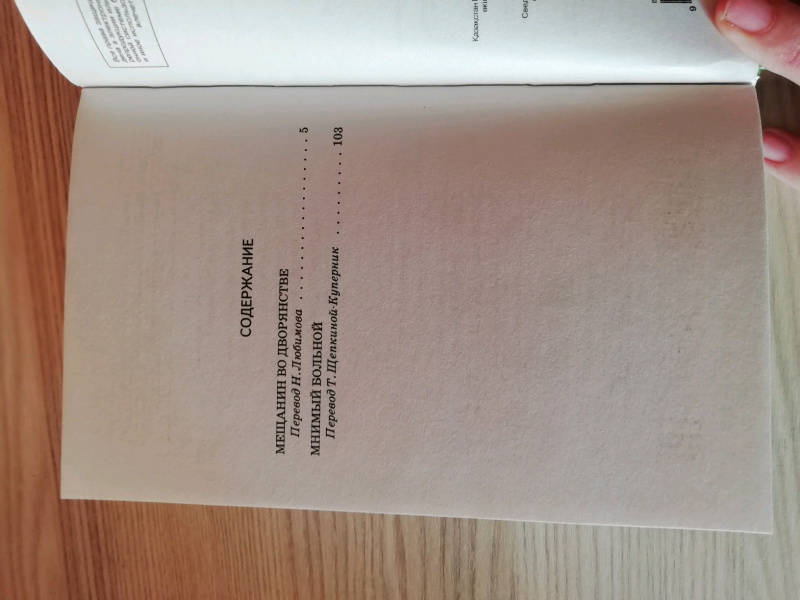 СОДЕРЖАНИЕ
МЕЩАНИН ВО ДВОРЯНСТВЕ
Перевод Н. Любимова . . . . . . . . . . . . . . . . . . 5
МНИМЫЙ БОЛЬНОЙ
Перевод Т. Щепкиной-Куперник . . . . . . . . . 103